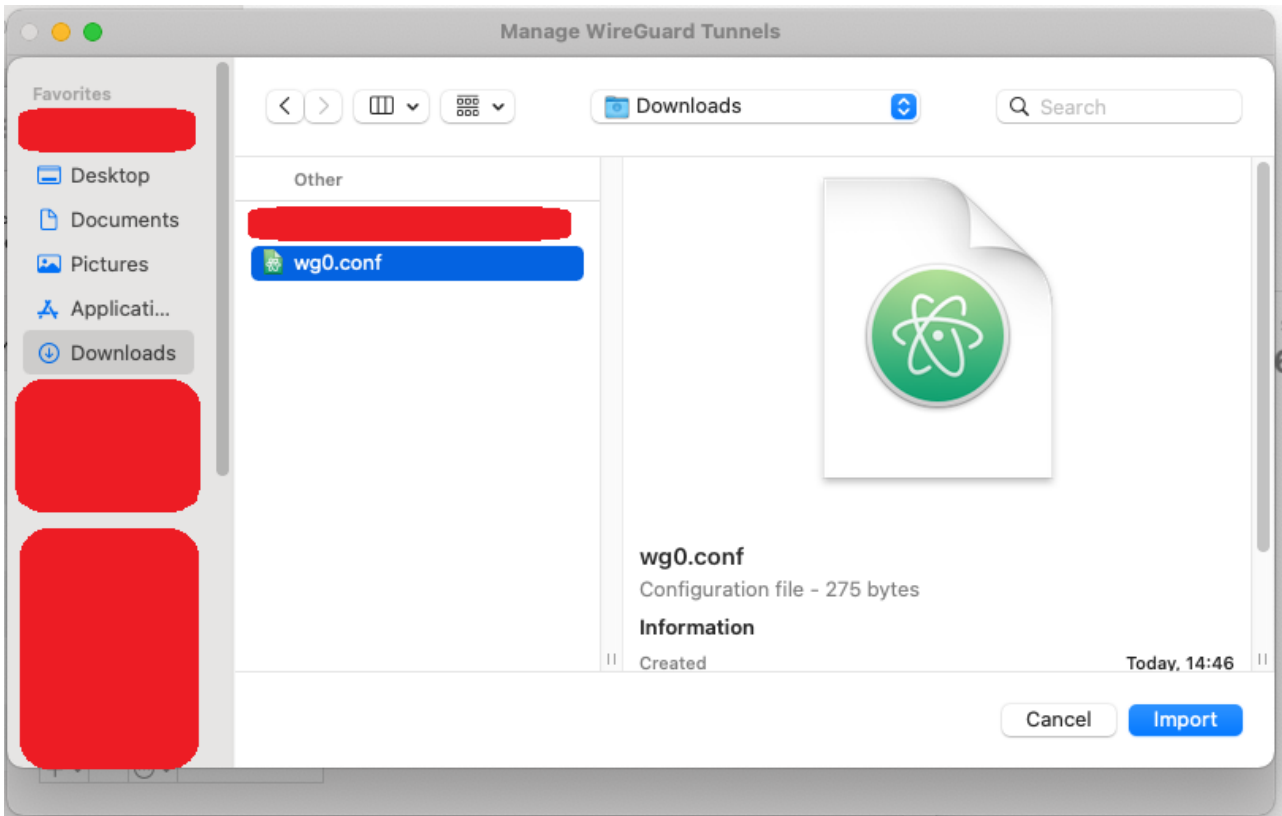 Manage WireGuard Tunnels
Favorites
Desktop
Documents
Pictures
Applicati...
Downloads
Downloads
Search
Other
wg0.conf
wg0.conf
Configuration file - 275 bytes
Information
Created Today, 14:46
Cancel Import